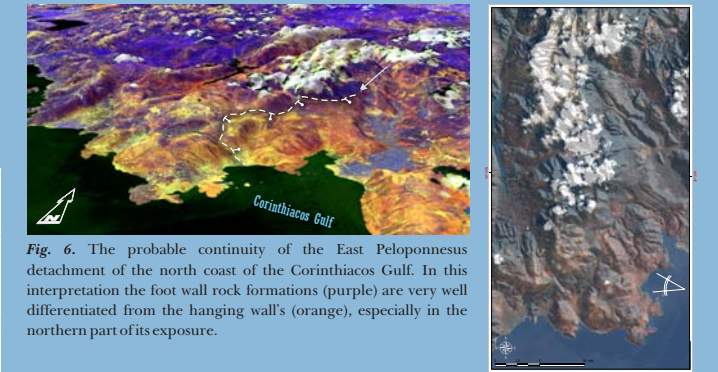 N
Corinthiacos Gulf
Fig. 6. The probable continuity of the East Peloponnesus
detachment of the north coast of the Corinthiacos Gulf. In this
interpretation the foot wall rock formations (purple) are very well
differentiated from the hanging wall's (orange), especially in the
northern part of its exposure.